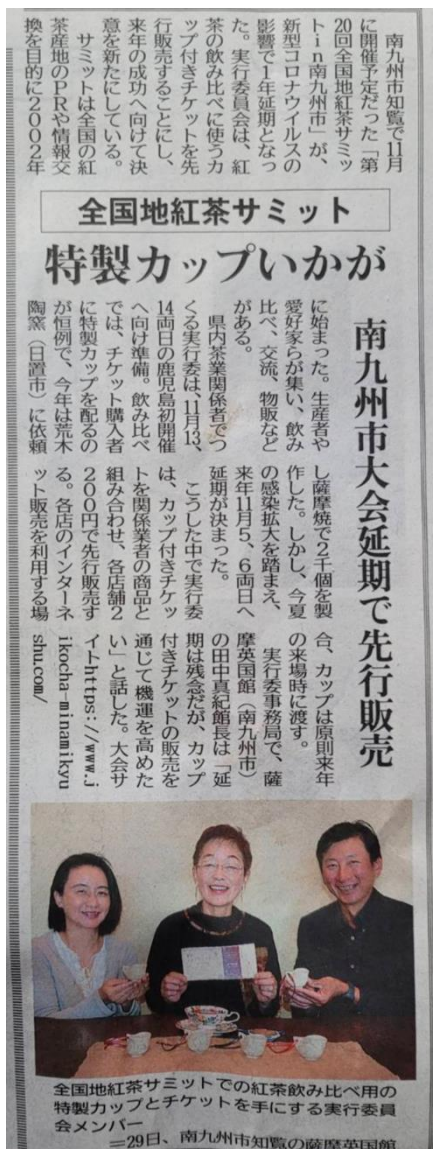 全国地紅茶サミット
特製カップいかが
南九州市大会延期で先行販売
南九州市知覧で11月
に開催予定だった「第
20回全国地紅茶サミッ
トin南九州市」が、
新型コロナウイルスの
影響で1年延期となっ
た。実行委員会は、紅
茶の飲み比べに使うカ
ップ付きチケットを先
行販売することにし、
来年の成功へ向けて決
意を新たにしている。
サミットは全国の紅
茶産地のPRや情報交
換を目的に2002年
に始まった。生産者や
愛好家らが集い、飲み
比べ、交流、物販など
がある。
県内茶業関係者でつ
くる実行委は、11月13、
14両日の鹿児島初開催
へ向け準備。飲み比べ
では、チケット購入者
に特製カップを配るの
が恒例で、今年は荒木
陶窯(日置市)に依頼
し薩摩焼で2千個を製
作した。しかし、今夏
の感染拡大を踏まえ、
来年11月5、6両日へ
延期が決まった。
こうした中で実行委
は、カップ付きチケッ
トを関係業者の商品と
組み合わせ、各店舗2
200円で先行販売す
る。各店のインターネ
ット販売を利用する場
合、カップは原則来年
の来場時に渡す。
実行委事務局で、薩
摩英国館(南九州市)
の田中真紀館長は「延
期は残念だが、カップ
付きチケットの販売を
通じて機運を高めた
い」と話した。大会サ
イトhttps://www.j
ikocha-minamikyu
shu.com/
全国地紅茶サミットでの紅茶飲み比べ用の
特製カップとチケットを手にする実行委員
会メンバー
=29日、南九州市知覧の薩摩英国館